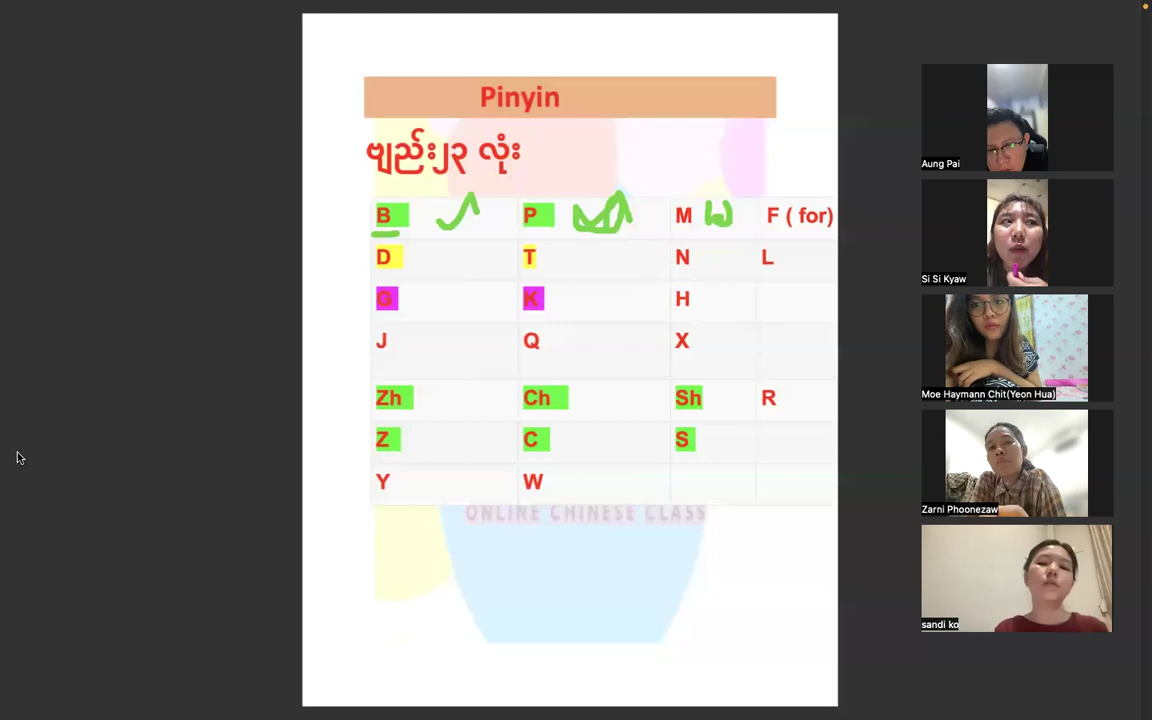 Pinyin
ဗျည်း၂၃ လုံး
B P M F ( for)
D T N L
G K H
J Q X
Zh Ch Sh R
Z C S
Y W
ONLINE CHINESE CLASS
Aung Pai
Si Si Kyaw
Moe Haymann Chit(Yeon Hua)
Zarni Phoonezaw
sandi ko